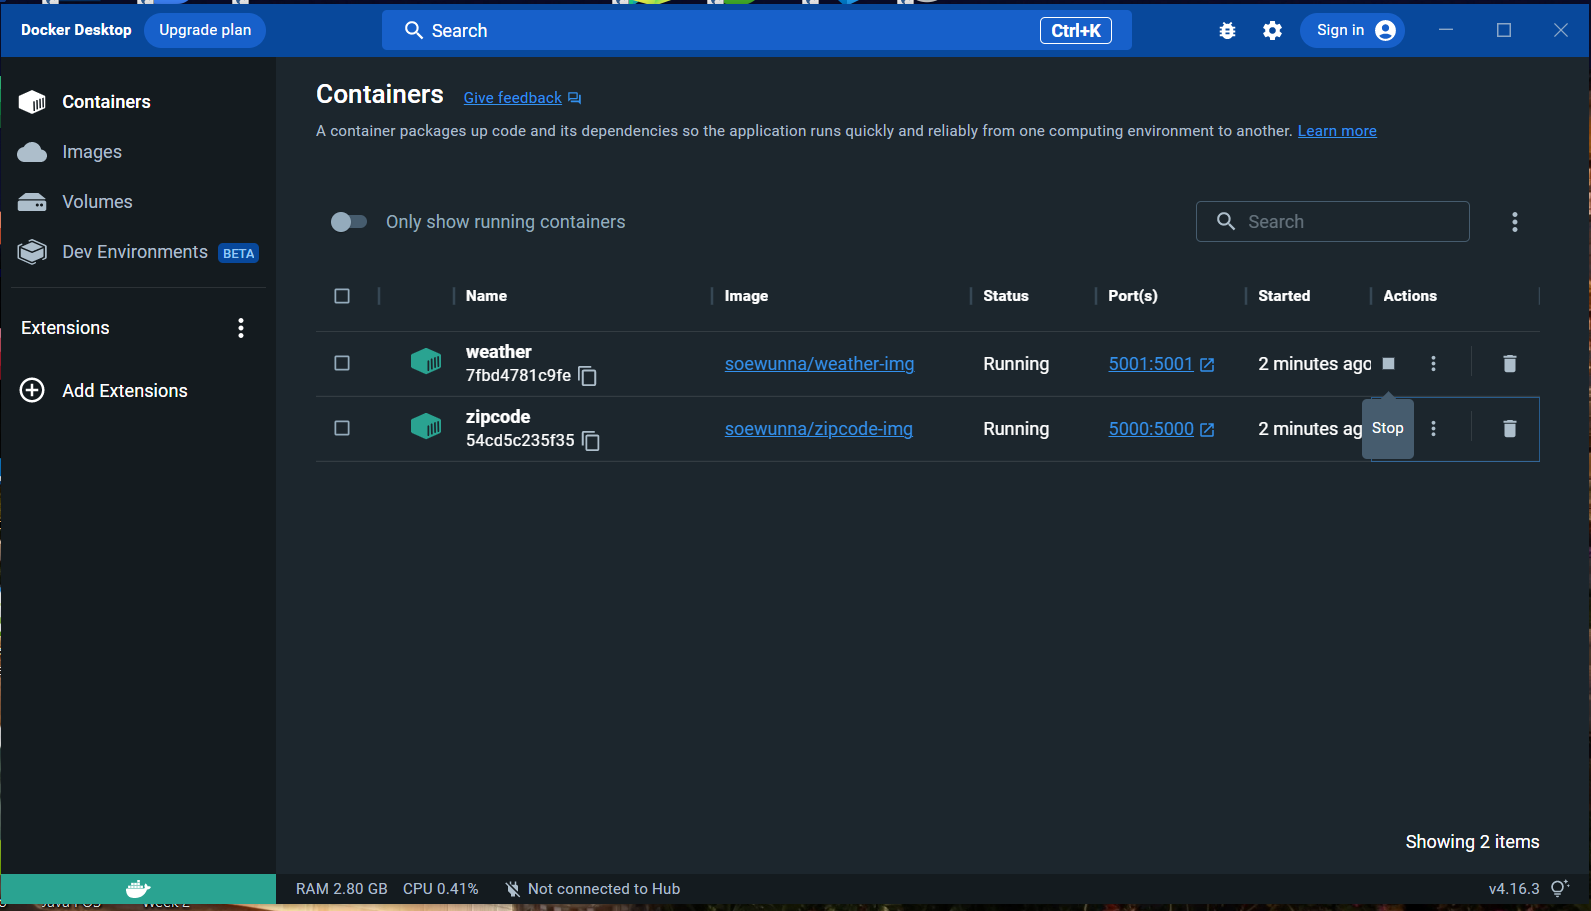 Docker Desktop Upgrade plan Search Ctrl+K Sign in
Containers
Images
Volumes
Dev Environments BETA
Extensions
Add Extensions
Containers Give feedback
A container packages up code and its dependencies so the application runs quickly and reliably from one computing environment to another. Learn more
Only show running containers Search
Name Image Status Port(s) Started Actions
weather
7fbd4781c9fe soewunna/weather-img Running 5001:5001 2 minutes ago
zipcode
54cd5c235f35 soewunna/zipcode-img Running 5000:5000 2 minutes ag Stop
Showing 2 items
RAM 2.80 GB CPU 0.41% Not connected to Hub v4.16.3